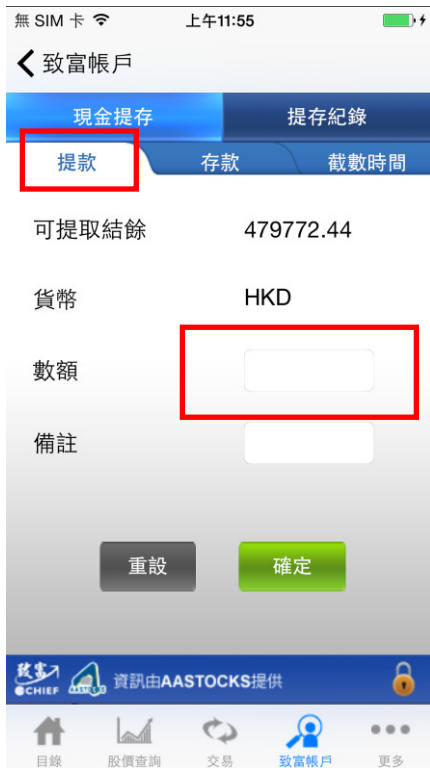 無 SIM 卡 上午11:55
致富帳戶
現金提存 提存紀錄
提款 存款 截數時間
可提取結餘 479772.44
貨幣 HKD
數額
備註
重設 確定
致富 CHIEF 資訊由AASTOCKS提供
目錄 股價查詢 交易 致富帳戶 更多